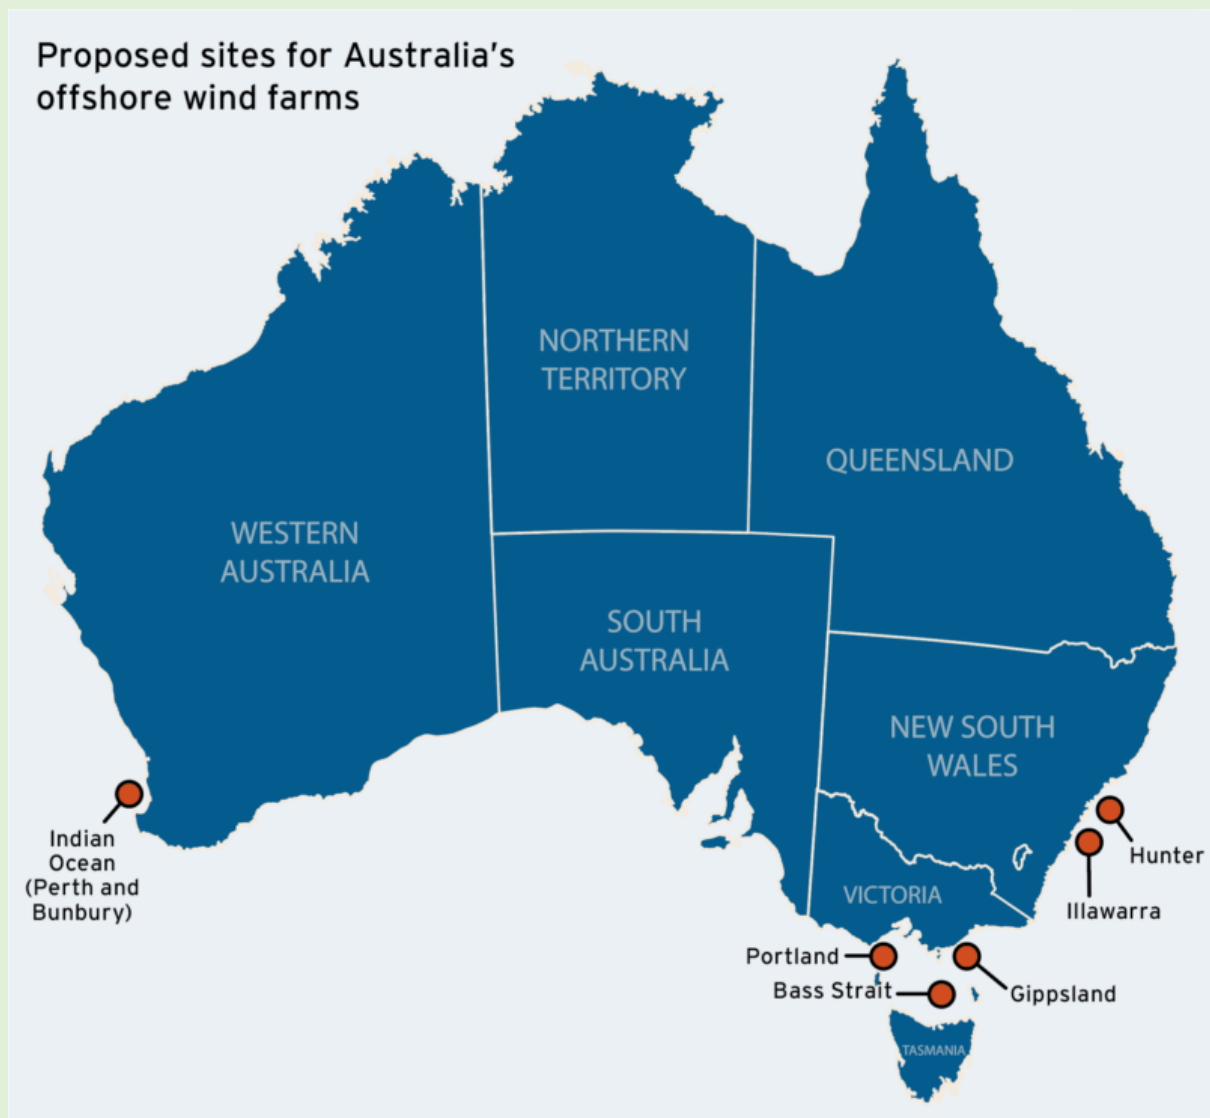 Proposed sites for Australia's
offshore wind farms
NORTHERN
TERRITORY
QUEENSLAND
WESTERN
AUSTRALIA
SOUTH
AUSTRALIA
NEW SOUTH
WALES
Indian
Ocean
(Perth and
Bunbury)
Hunter
Illawarra
VICTORIA
Portland
Bass Strait
Gippsland
TASMANIA